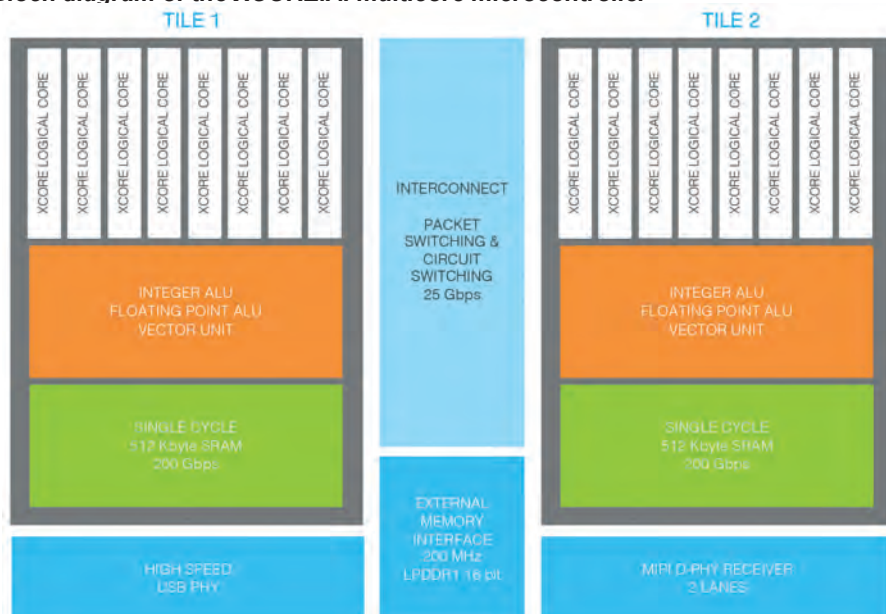 TILE 1
TILE 2
XCORE LOGICAL CORE
XCORE LOGICAL CORE
XCORE LOGICAL CORE
XCORE LOGICAL CORE
XCORE LOGICAL CORE
XCORE LOGICAL CORE
XCORE LOGICAL CORE
XCORE LOGICAL CORE
INTEGER ALU
FLOATING POINT ALU
VECTOR UNIT
SINGLE CYCLE
512 Kbyte SRAM
200 Gbps
HIGH SPEED
USB PHY
INTERCONNECT
PACKET
SWITCHING &
CIRCUIT
SWITCHING
25 Gbps
EXTERNAL
MEMORY
INTERFACE
200 MHz
LPDDR1 16 bit
XCORE LOGICAL CORE
XCORE LOGICAL CORE
XCORE LOGICAL CORE
XCORE LOGICAL CORE
XCORE LOGICAL CORE
XCORE LOGICAL CORE
XCORE LOGICAL CORE
XCORE LOGICAL CORE
INTEGER ALU
FLOATING POINT ALU
VECTOR UNIT
SINGLE CYCLE
512 Kbyte SRAM
200 Gbps
MIPI D-PHY RECEIVER
2 LANES